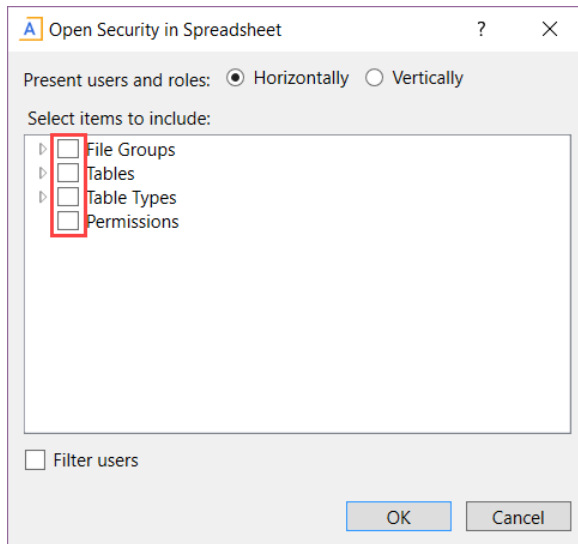 A Open Security in Spreadsheet ?
Present users and roles: Horizontally Vertically
Select items to include:
File Groups
Tables
Table Types
Permissions
Filter users
OK Cancel